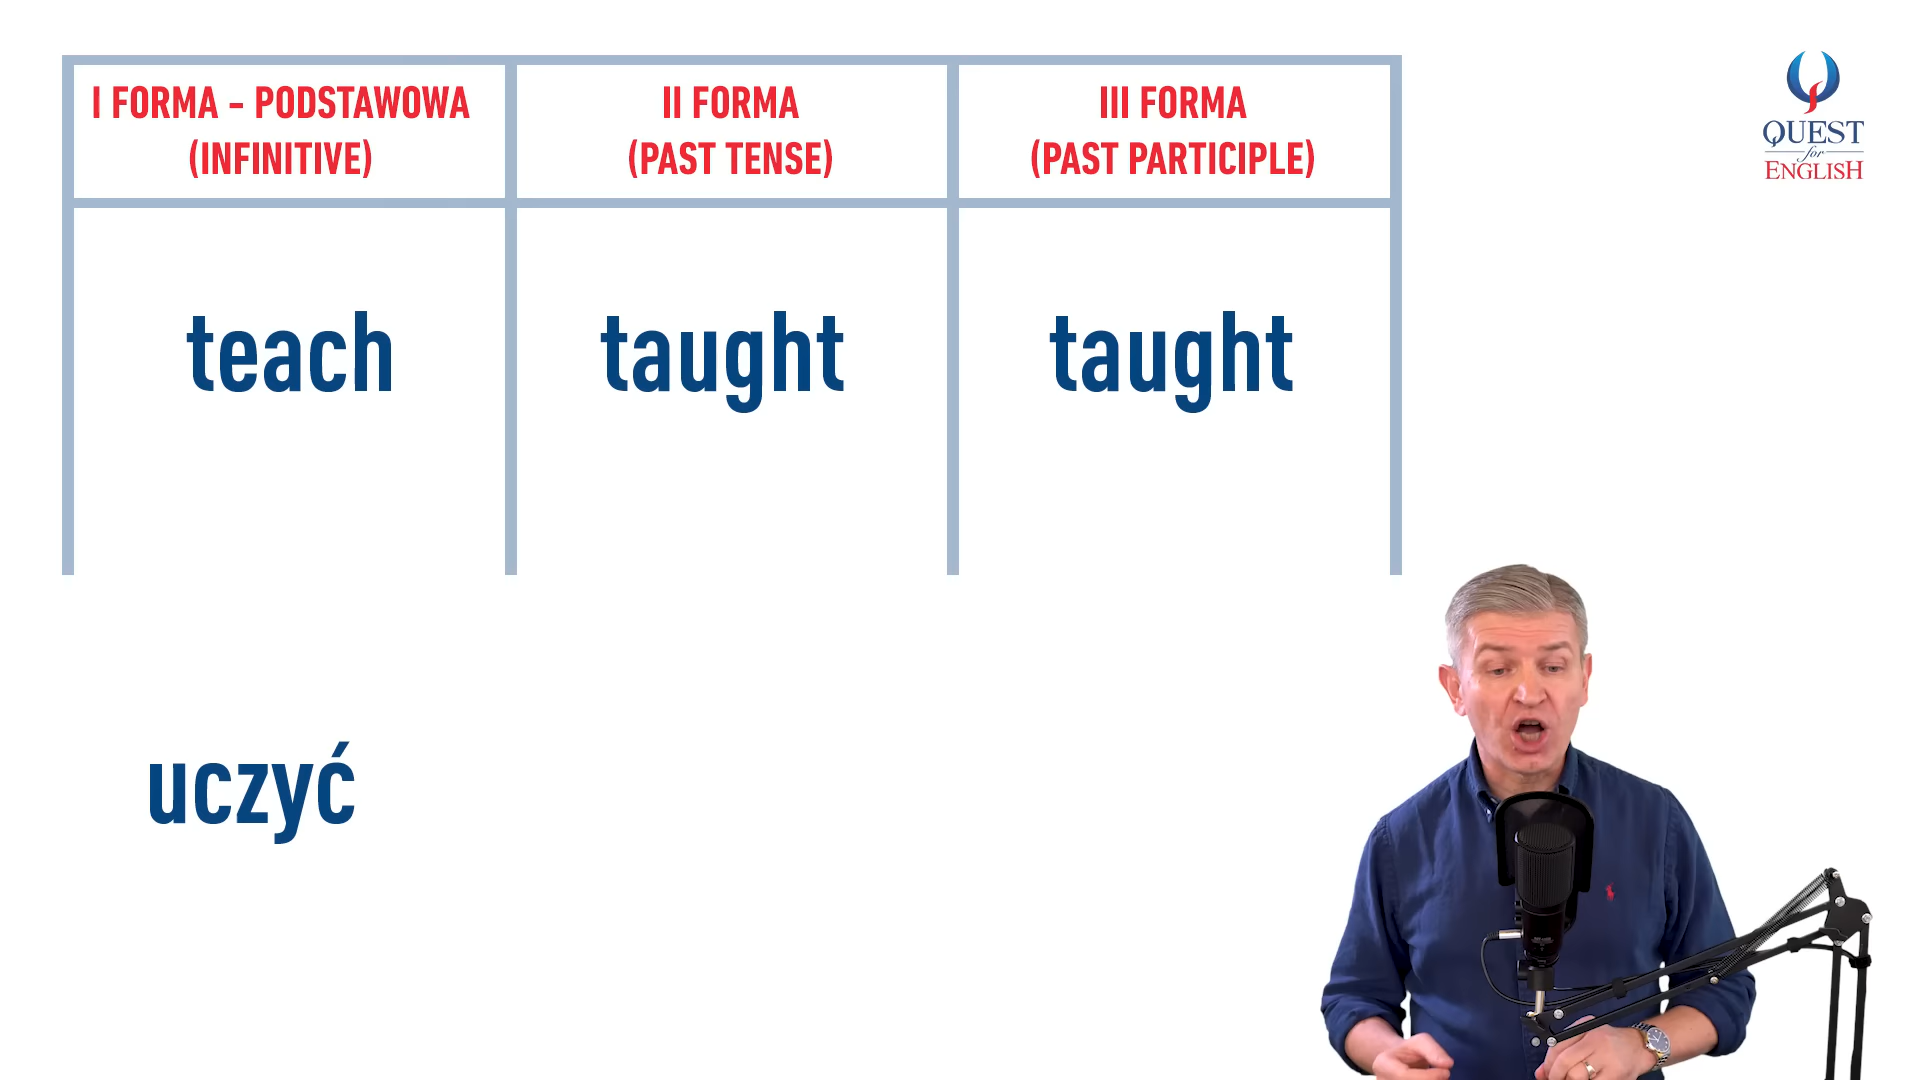 I FORMA – PODSTAWOWA
(INFINITIVE)
II FORMA
(PAST TENSE)
III FORMA
(PAST PARTICIPLE)
QUEST
for
ENGLISH
teach
taught
taught
uczyć